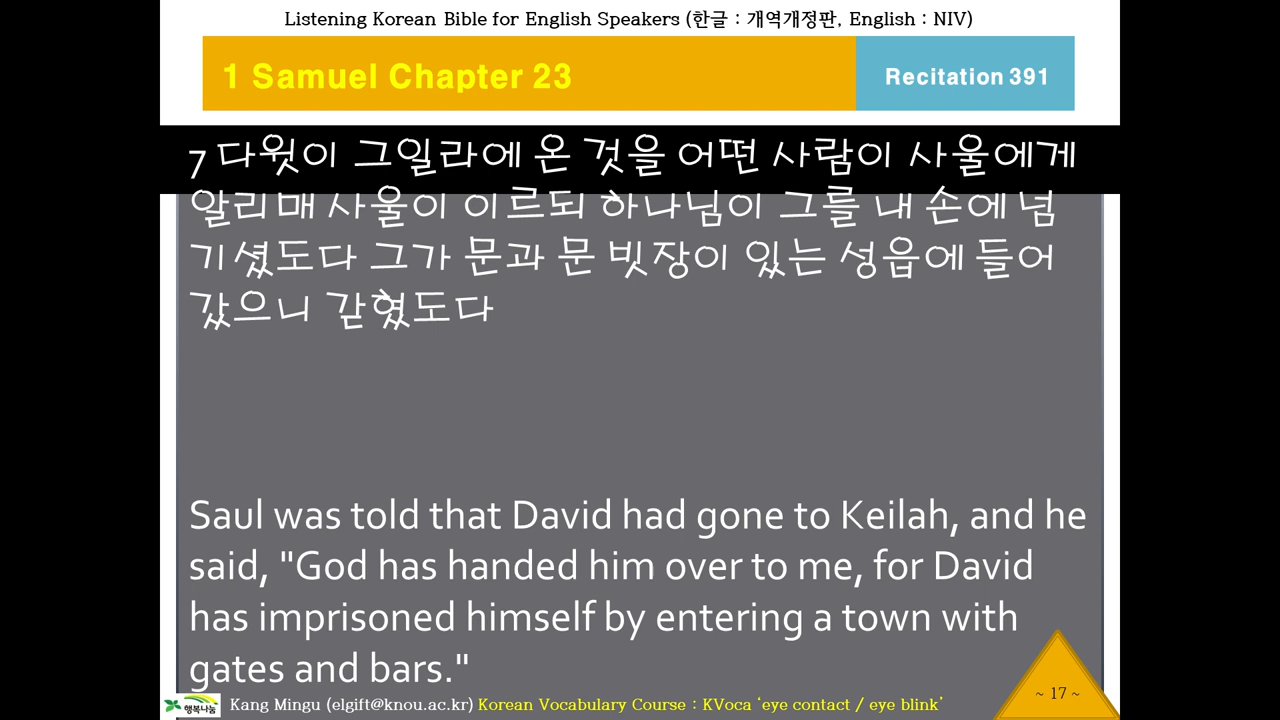 Listening Korean Bible for English Speakers (한글 : 개역개정판, English : NIV)
1 Samuel Chapter 23
Recitation 391
7 다윗이 그일라에 온 것을 어떤 사람이 사울에게
알리매 사울이 이르되 하나님이 그를 내 손에 넘
기셨도다 그가 문과 문 빗장이 있는 성읍에 들어
갔으니 갇혔도다
Saul was told that David had gone to Keilah, and he
said, "God has handed him over to me, for David
has imprisoned himself by entering a town with
gates and bars."
행복나눔 Kang Mingu (elgift@knou.ac.kr) Korean Vocabulary Course : KVoca ‘eye contact / eye blink’
~ 17 ~